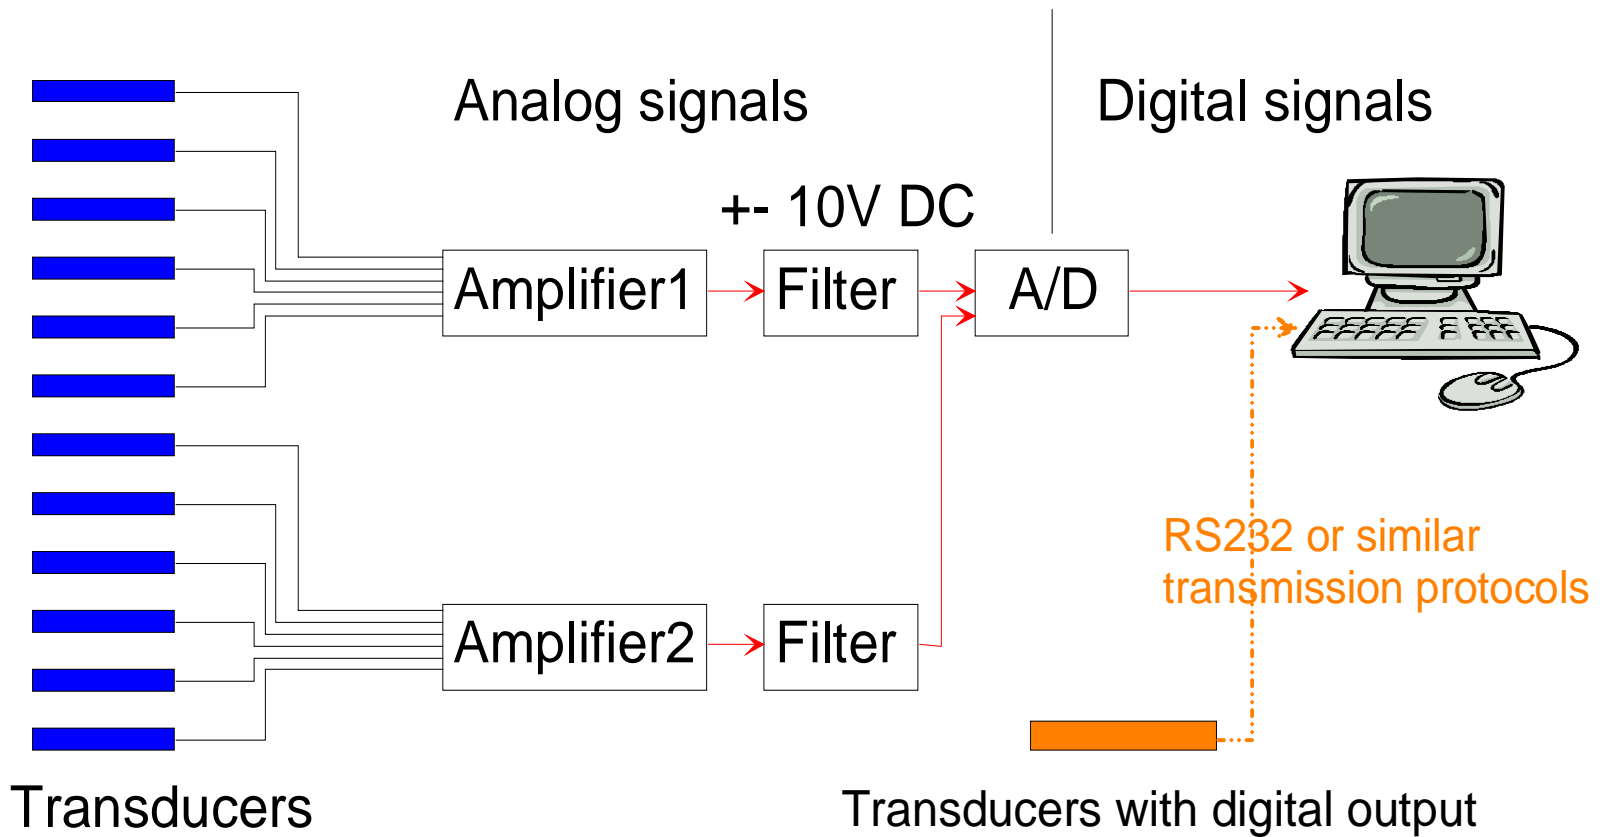 Analog signals
Digital signals
+- 10V DC
Amplifier1
Filter
A/D
RS232 or similar
transmission protocols
Amplifier2
Filter
Transducers
Transducers with digital output